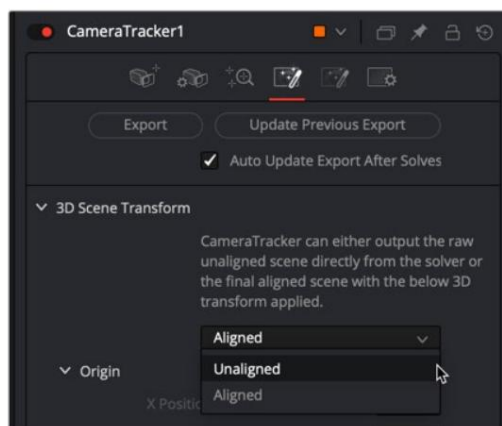 CameraTracker1
Export
Update Previous Export
Auto Update Export After Solves
3D Scene Transform
CameraTracker can either output the raw
unaligned scene directly from the solver or
the final aligned scene with the below 3D
transform applied.
Aligned
Unaligned
Origin
Aligned
X